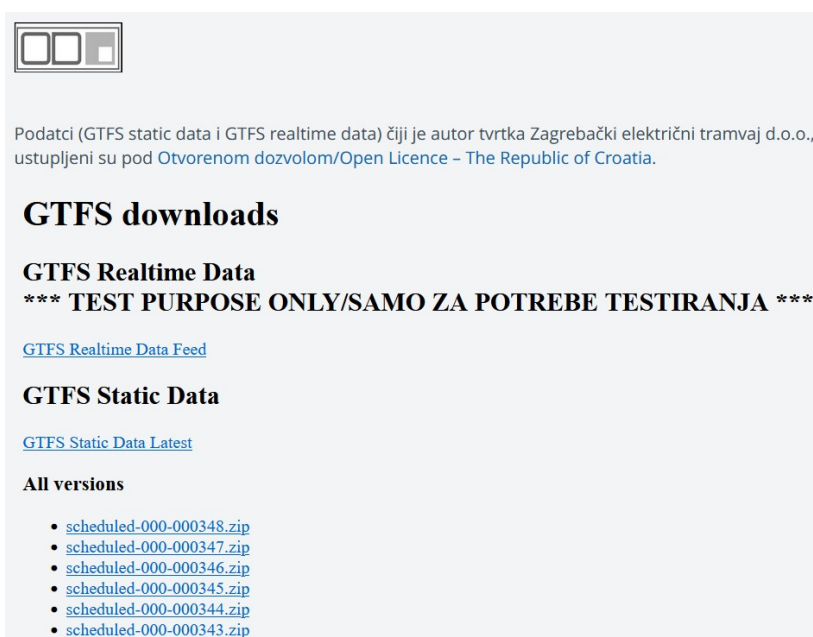 Podatci (GTFS static data i GTFS realtime data) čiji je autor tvrtka Zagrebački električni tramvaj d.o.o.,
ustupljeni su pod Otvorenom dozvolom/Open Licence – The Republic of Croatia.
GTFS downloads
GTFS Realtime Data
*** TEST PURPOSE ONLY/SAMO ZA POTREBE TESTIRANJA ***
GTFS Realtime Data Feed
GTFS Static Data
GTFS Static Data Latest
All versions
• scheduled-000-000348.zip
• scheduled-000-000347.zip
• scheduled-000-000346.zip
• scheduled-000-000345.zip
• scheduled-000-000344.zip
• scheduled-000-000343.zip